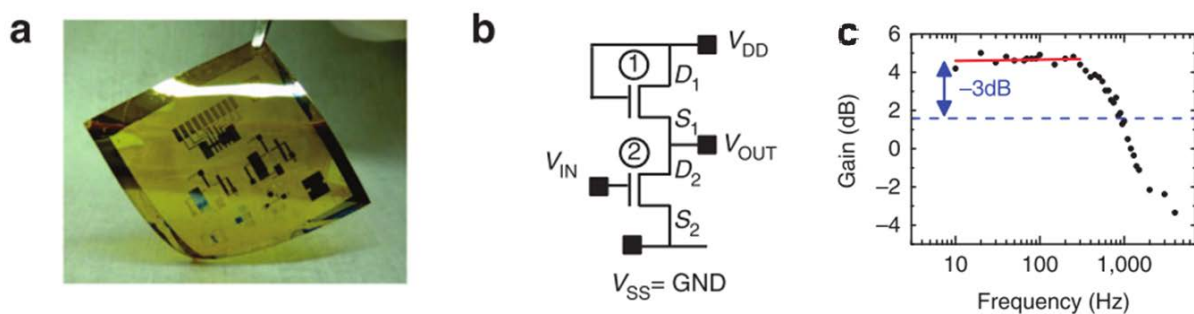 a
b
1
V_DD
D_1
S_1
V_IN
2
V_OUT
D_2
S_2
V_SS= GND
c
Gain (dB)
6
4
2
0
−2
−4
−3dB
10
100
1,000
Frequency (Hz)